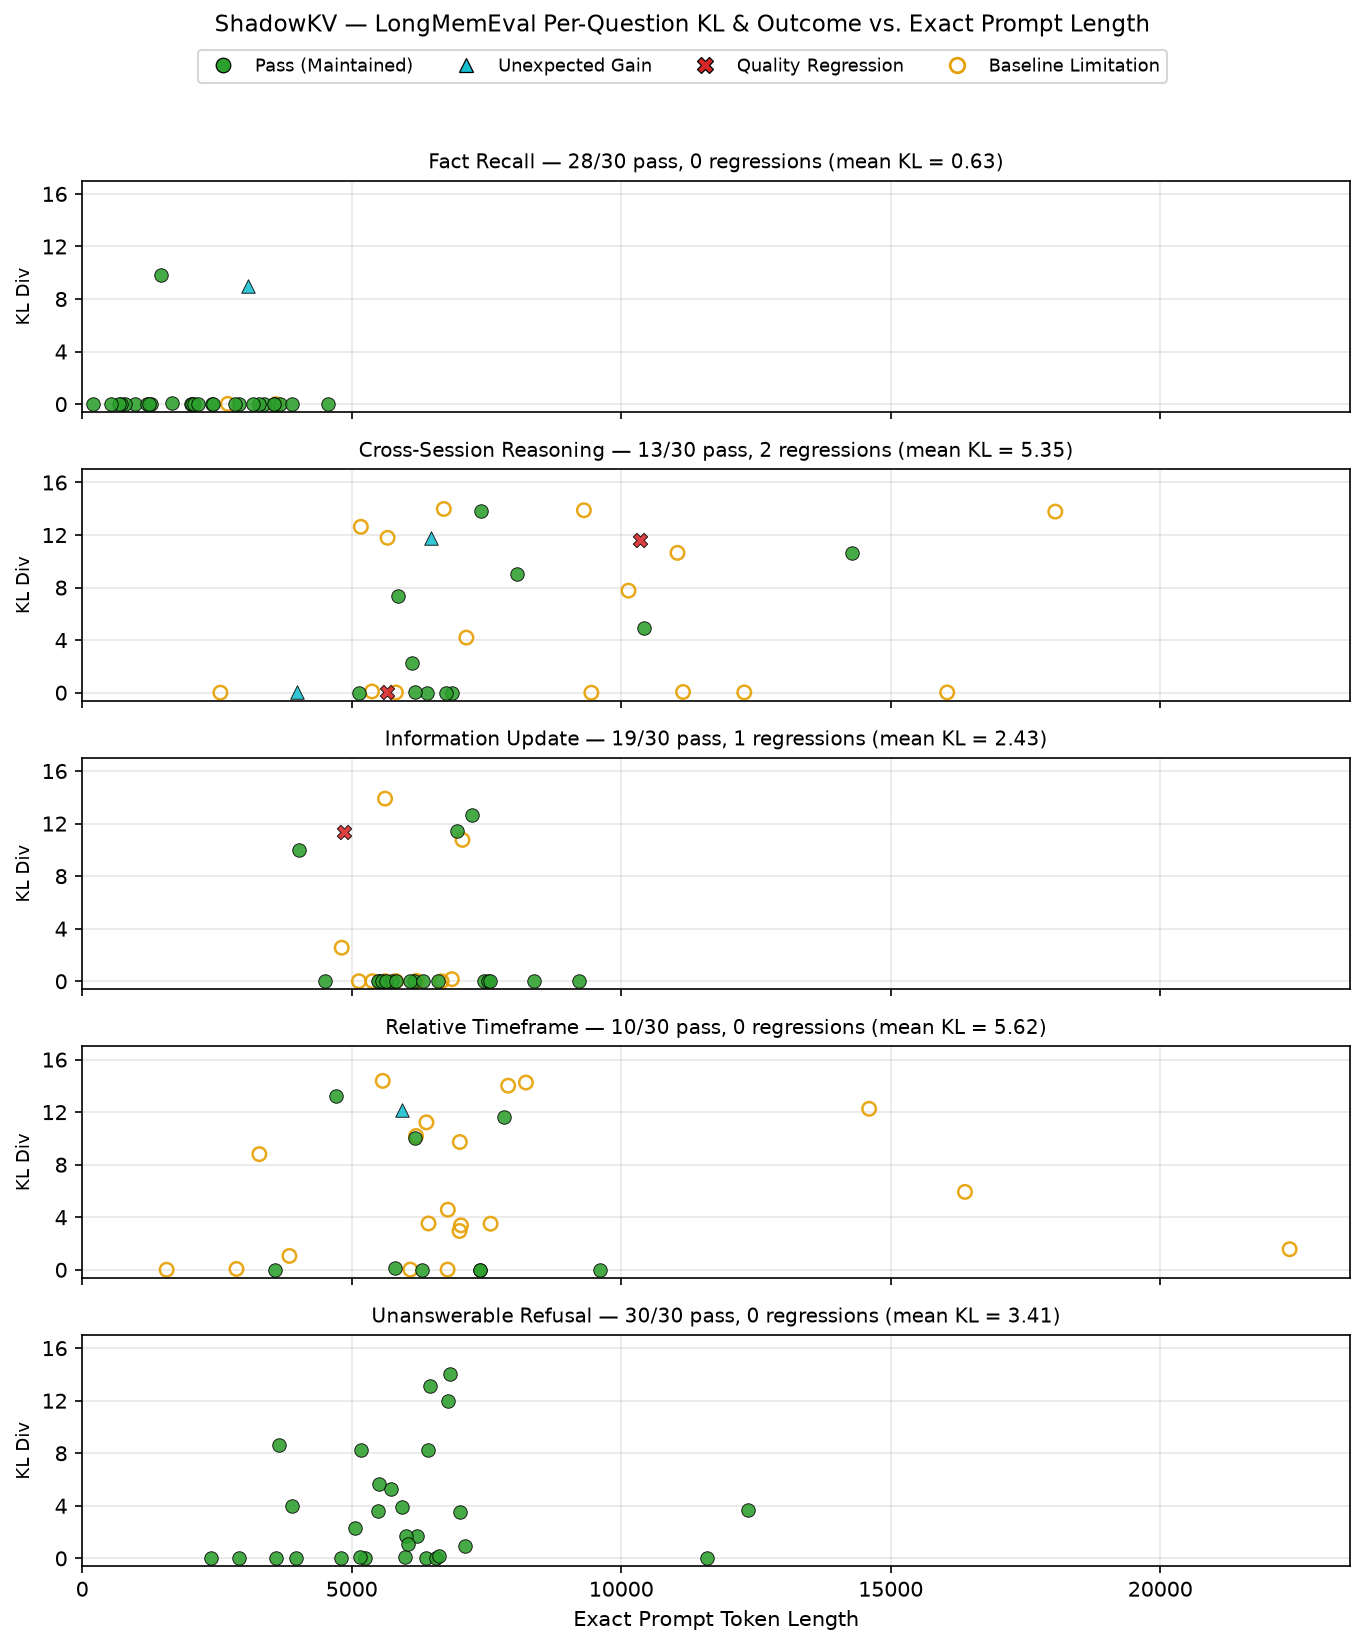 ShadowKV — LongMemEval Per-Question KL & Outcome vs. Exact Prompt Length
Pass (Maintained) Unexpected Gain Quality Regression Baseline Limitation
Fact Recall — 28/30 pass, 0 regressions (mean KL = 0.63)
16
12
8
4
0
KL Div
Cross-Session Reasoning — 13/30 pass, 2 regressions (mean KL = 5.35)
16
12
8
4
0
KL Div
Information Update — 19/30 pass, 1 regressions (mean KL = 2.43)
16
12
8
4
0
KL Div
Relative Timeframe — 10/30 pass, 0 regressions (mean KL = 5.62)
16
12
8
4
0
KL Div
Unanswerable Refusal — 30/30 pass, 0 regressions (mean KL = 3.41)
16
12
8
4
0
KL Div
0 5000 10000 15000 20000
Exact Prompt Token Length